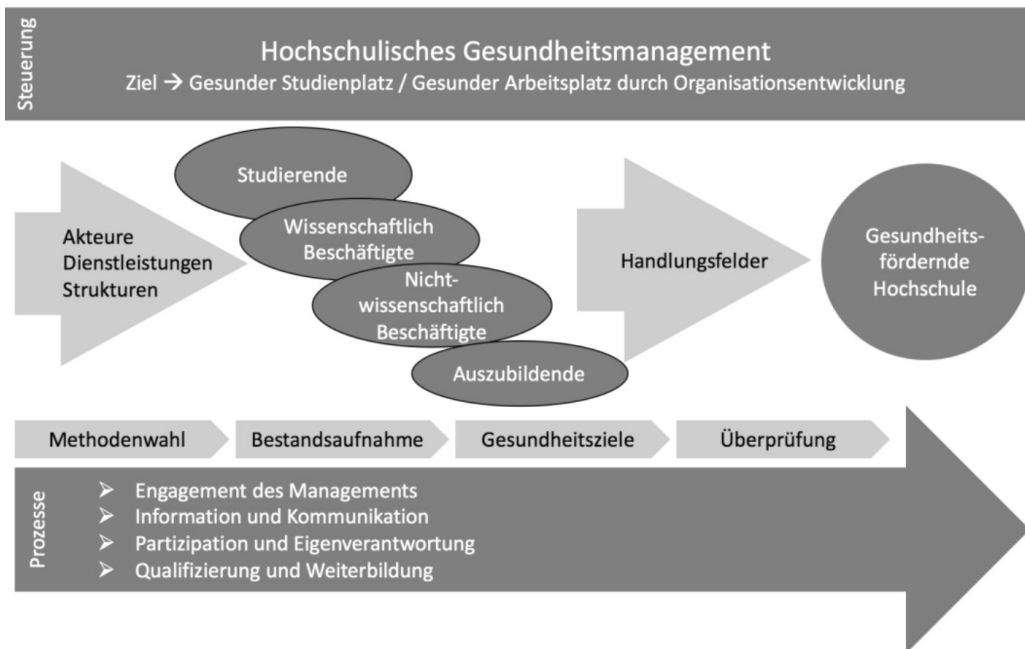 Steuerung
Hochschulisches Gesundheitsmanagement
Ziel → Gesunder Studienplatz / Gesunder Arbeitsplatz durch Organisationsentwicklung
Akteure
Dienstleistungen
Strukturen
Studierende
Wissenschaftlich
Beschäftigte
Nicht-
wissenschaftlich
Beschäftigte
Auszubildende
Handlungsfelder
Gesundheits-
fördernde
Hochschule
Methodenwahl
Bestandsaufnahme
Gesundheitsziele
Überprüfung
Prozesse
➢ Engagement des Managements
➢ Information und Kommunikation
➢ Partizipation und Eigenverantwortung
➢ Qualifizierung und Weiterbildung